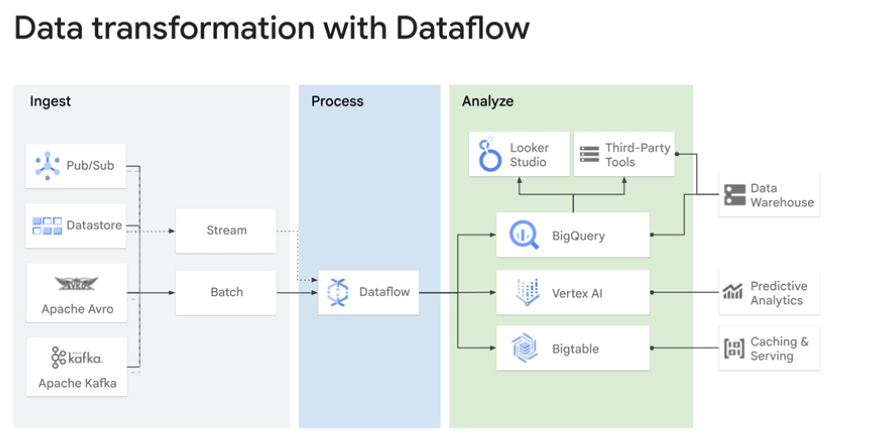 Data transformation with Dataflow
Ingest
Process
Analyze
Pub/Sub
Datastore
Apache Avro
kafka
Apache Kafka
Stream
Batch
Dataflow
Looker
Studio
Third-Party
Tools
BigQuery
Vertex AI
Bigtable
Data
Warehouse
Predictive
Analytics
Caching &
Serving